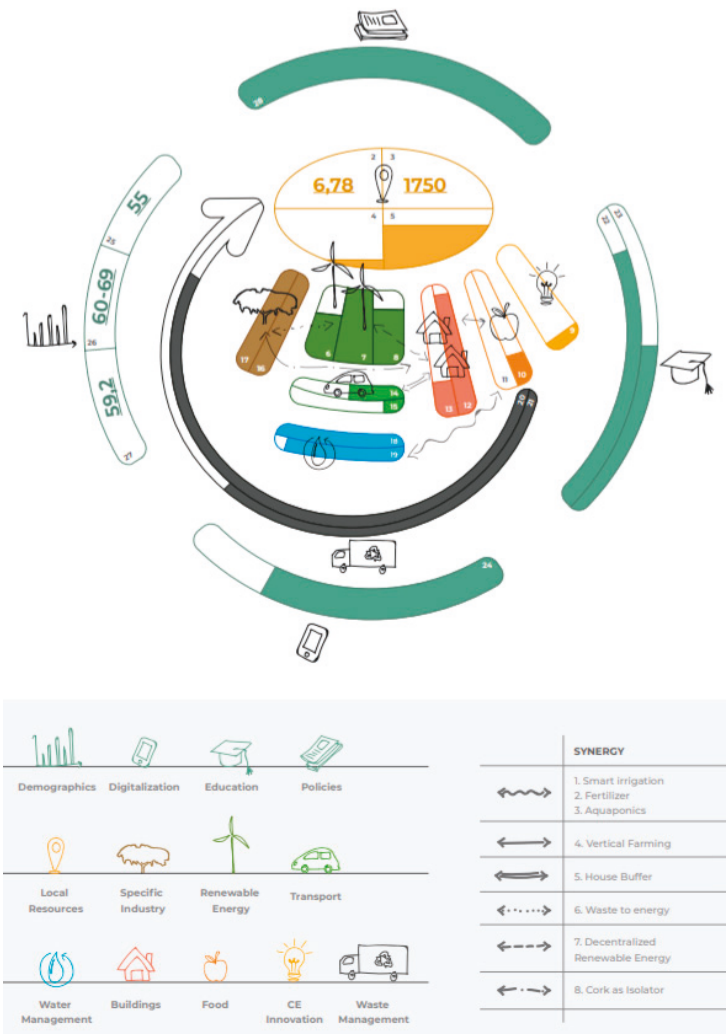 28
2 3
6,78 1750
4 5
55
25
60-69
26
59,2
27
22 23
9
17 16
6 7 8
11 10
14
15
13 12
20 21
18
19
24
Demographics Digitalization Education Policies
Local Resources
Specific Industry
Renewable Energy
Transport
Water Management
Buildings
Food
CE Innovation
Waste Management
SYNERGY
1. Smart irrigation
2. Fertilizer
3. Aquaponics
4. Vertical Farming
5. House Buffer
6. Waste to energy
7. Decentralized
Renewable Energy
8. Cork as Isolator